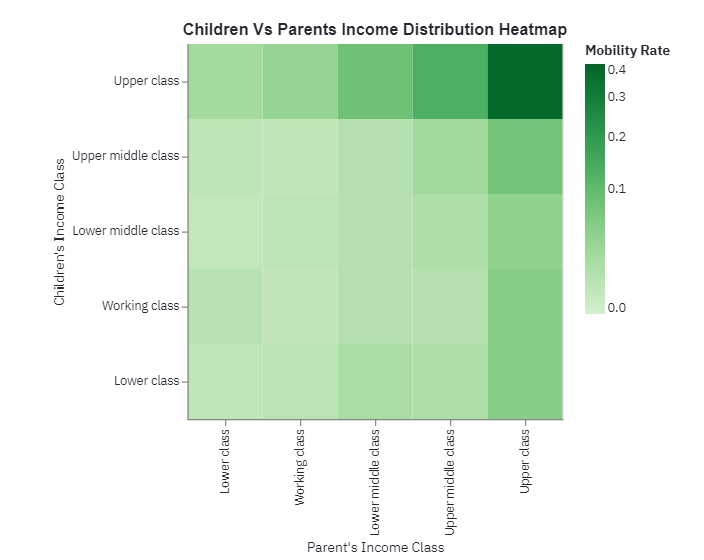 Children Vs Parents Income Distribution Heatmap
Mobility Rate
0.4
0.3
0.2
0.1
0.0
Children's Income Class
Upper class
Upper middle class
Lower middle class
Working class
Lower class
Lower class
Working class
Lower middle class
Upper middle class
Upper class
Parent's Income Class